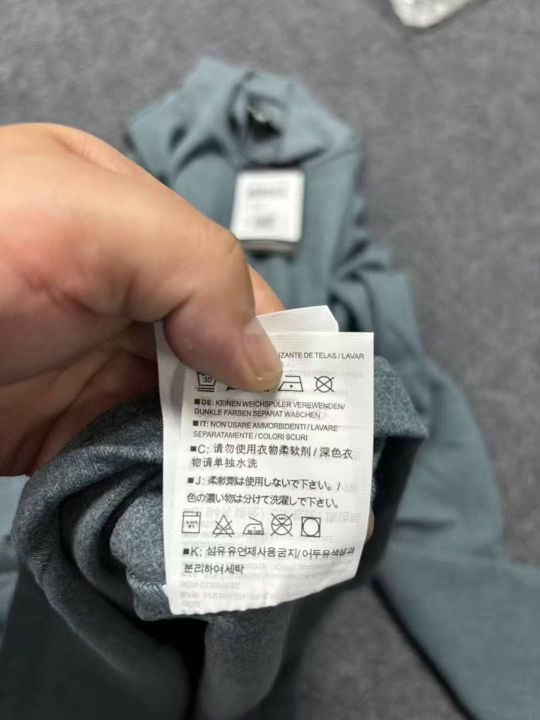 IZANTE DE TELAS / LAVAR
30
■DE: KEINEN WEICHSPÜLER VERWENDEN/
DUNKLE FARBEN SEPARAT WASCHEN
■IT: NON USARE AMMORBIDENTI / LAVARE
SEPARATAMENTE / COLORI SCURI
■C: 请勿使用衣物柔软剂 / 深色衣
物请单独水洗
■J: 柔軟剤は使用しないで下さい。/
色の濃い物は分けて洗濯して下さい。
■K: 섬유유연제사용금지/ 어두유색상과
분리하여세탁